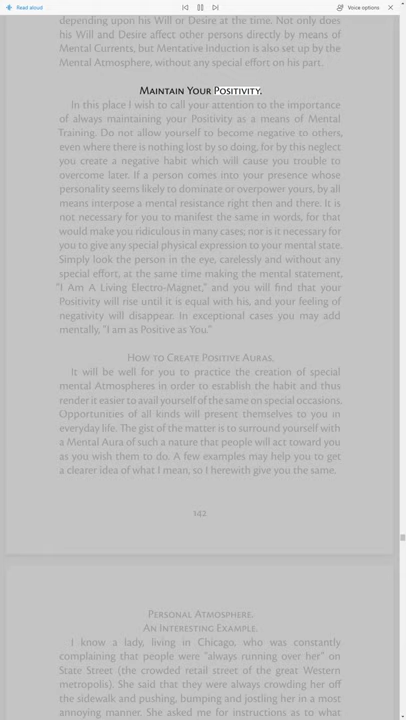 Read aloud
Voice options
depending upon his Will or Desire at the time. Not only does
his Will and Desire affect other persons directly by means of
Mental Currents, but Mentative induction is also set up by the
Mental Atmosphere, without any special effort on his part.
Maintain Your Positivity.
In this place I wish to call your attention to the importance
of always maintaining your Positivity as a means of Mental
Training. Do not allow yourself to become negative to others,
even where there is nothing lost by so doing, for by this neglect
you create a negative habit which will cause you trouble to
overcome later. If a person comes into your presence whose
personality seems likely to dominate or overpower yours, by all
means interpose a mental resistance right then and there. It is
not necessary for you to manifest the same in words, for that
would make you ridiculous in many cases; nor is it necessary for
you to give any special physical expression to your mental state.
Simply look the person in the eye, carelessly and without any
special effort, at the same time making the mental statement,
"I Am A Living Electro-Magnet," and you will find that your
Positivity will rise until it is equal with his, and your feeling of
negativity will disappear. In exceptional cases you may add
mentally, "I am as Positive as You."
How to Create Positive Auras.
It will be well for you to practice the creation of special
mental Atmospheres in order to establish the habit and thus
render it easier to avail yourself of the same on special occasions.
Opportunities of all kinds will present themselves to you in
everyday life. The gist of the matter is to surround yourself with
a Mental Aura of such a nature that people will act toward you
as you wish them to do. A few examples may help you to get
a clearer idea of what I mean, so I herewith give you the same.
142
Personal Atmosphere.
An Interesting Example.
I know a lady, living in Chicago, who was constantly
complaining that people were "always running over her" on
State Street (the crowded retail street of the great Western
metropolis). She said that they were always crowding her off
the sidewalk and pushing, bumping and jostling her in a most
annoying manner. She asked me for instructions as to what